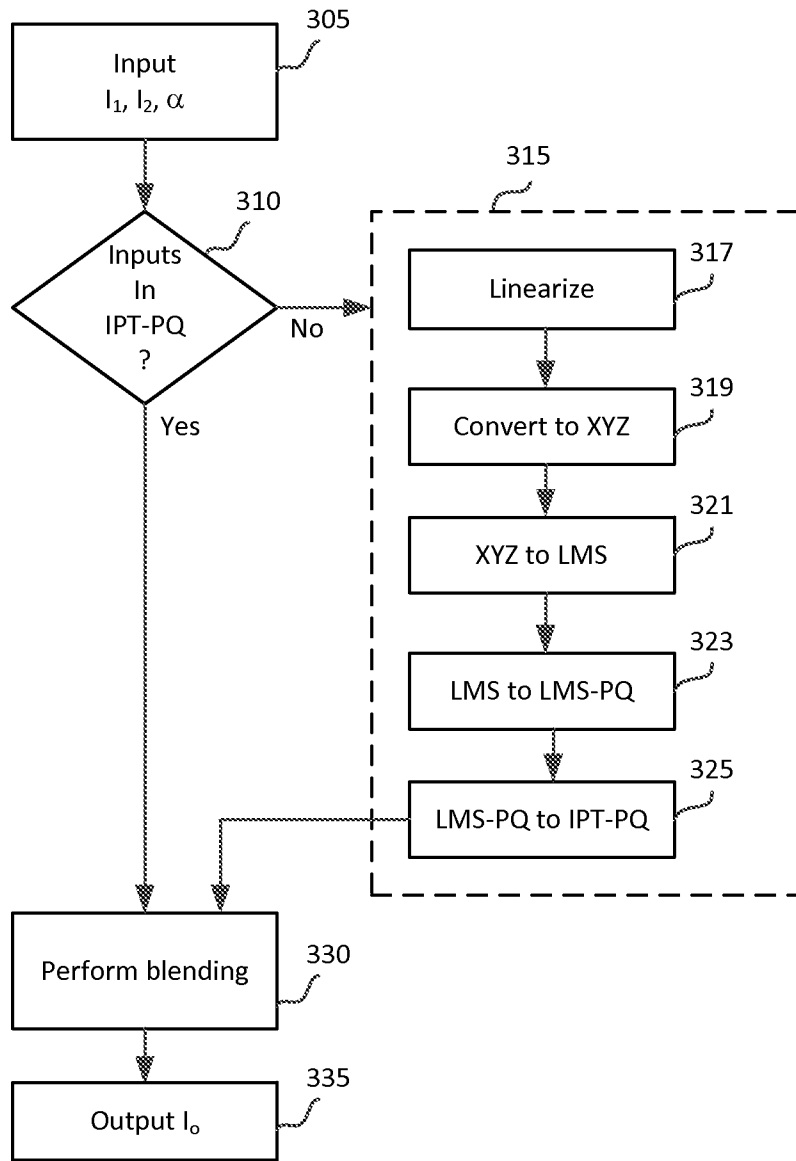 305
Input
I₁, I₂, α
310
Inputs
In
IPT-PQ
?
No
Yes
315
317
Linearize
319
Convert to XYZ
321
XYZ to LMS
323
LMS to LMS-PQ
325
LMS-PQ to IPT-PQ
Perform blending
330
Output Iₒ
335